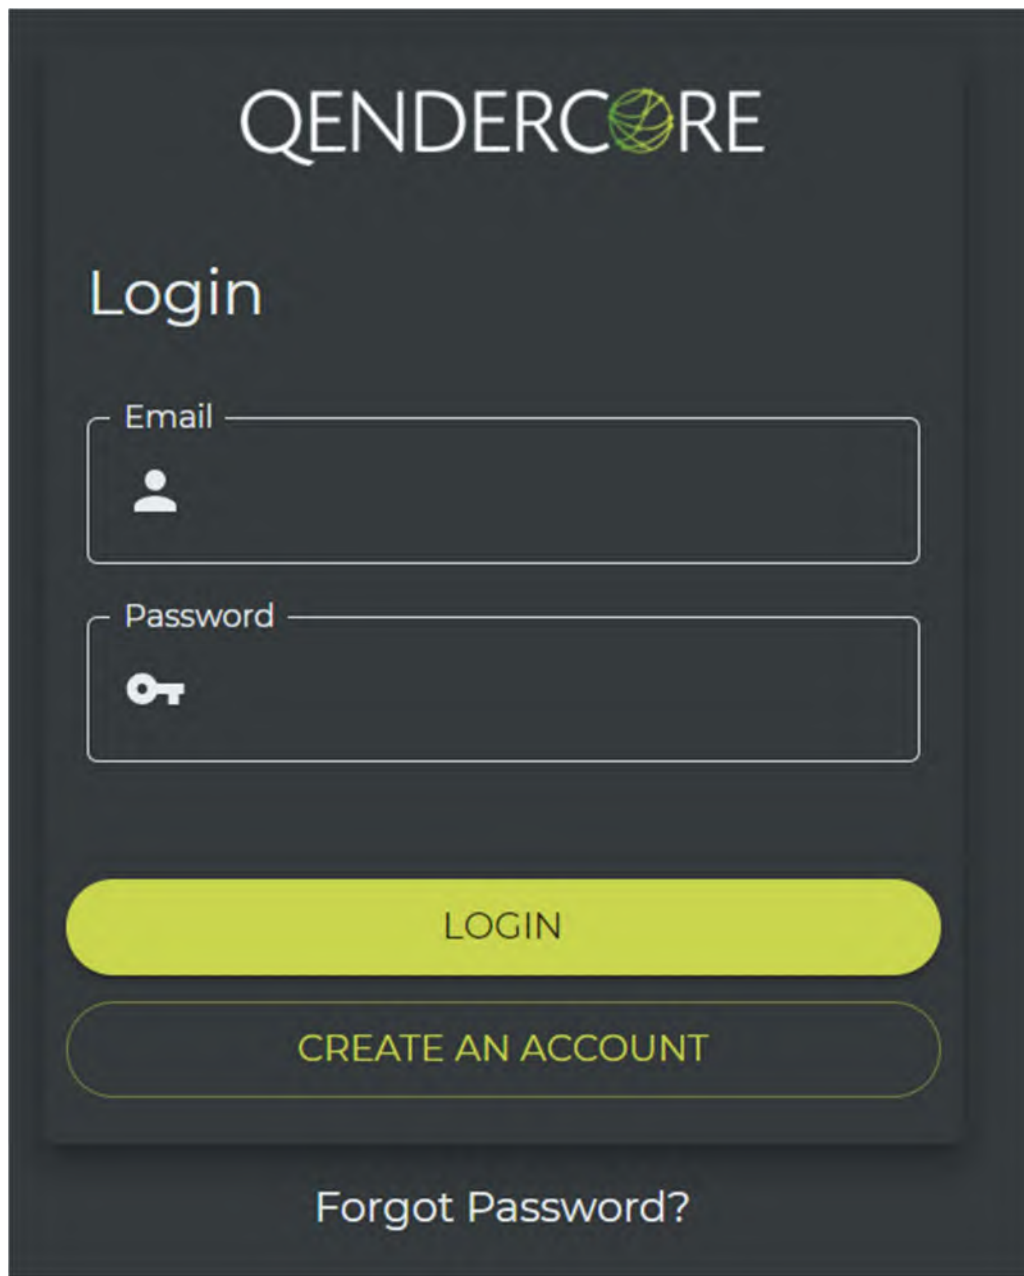 QENDERCORE
Login
Email
Password
LOGIN
CREATE AN ACCOUNT
Forgot Password?